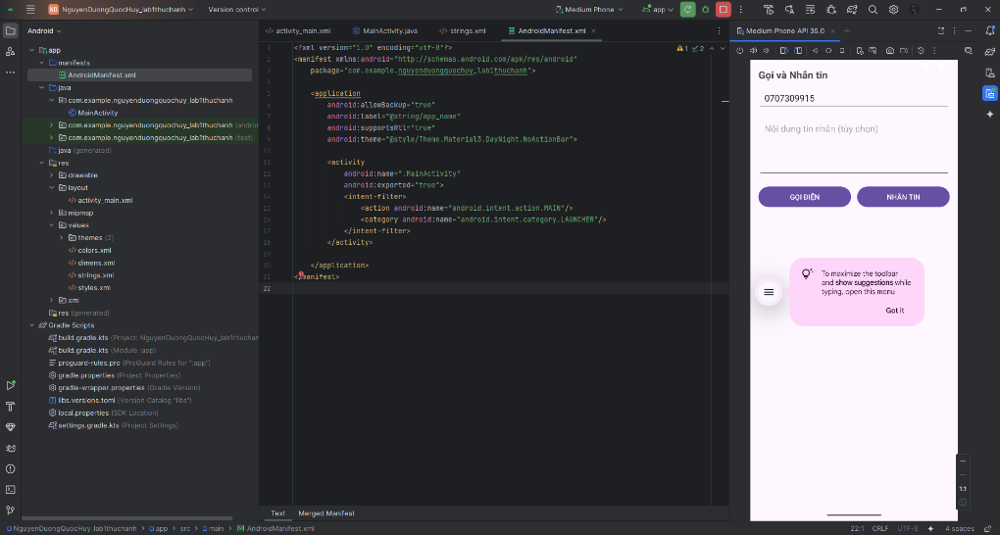 NG NguyenDuongQuocHuy_lab1thuchanh Version control Medium Phone app
Android
app
manifests
AndroidManifest.xml
java
com.example.nguyenduongquochuy_lab1thuchanh
MainActivity
com.example.nguyenduongquochuy_lab1thuchanh (androi
com.example.nguyenduongquochuy_lab1thuchanh (test)
java (generated)
res
drawable
layout
activity_main.xml
mipmap
values
themes (2)
colors.xml
dimens.xml
strings.xml
styles.xml
xml
res (generated)
Gradle Scripts
build.gradle.kts (Project: NguyenDuongQuocHuy_lab1thuchan
build.gradle.kts (Module :app)
proguard-rules.pro (ProGuard Rules for ":app")
gradle.properties (Project Properties)
gradle-wrapper.properties (Gradle Version)
libs.versions.toml (Version Catalog "libs")
local.properties (SDK Location)
settings.gradle.kts (Project Settings)
activity_main.xml MainActivity.java strings.xml AndroidManifest.xml
1 <?xml version="1.0" encoding="utf-8"?>
2 <manifest xmlns:android="http://schemas.android.com/apk/res/android"
3 package="com.example.nguyenduongquochuy_lab1thuchanh">
4
5 <application
6 android:allowBackup="true"
7 android:label="@string/app_name"
8 android:supportsRtl="true"
9 android:theme="@style/Theme.Material3.DayNight.NoActionBar">
10
11 <activity
12 android:name=".MainActivity"
13 android:exported="true">
14 <intent-filter>
15 <action android:name="android.intent.action.MAIN"/>
16 <category android:name="android.intent.category.LAUNCHER"/>
17 </intent-filter>
18 </activity>
19
20 </application>
21 </manifest>
22
1 2
Text Merged Manifest
Medium Phone API 36.0
Gọi và Nhắn tin
0707309915
Nội dung tin nhắn (tùy chọn)
GỌI ĐIỆN NHẮN TIN
To maximize the toolbar
and show suggestions while
typing, open this menu
Got it
1:1
NguyenDuongQuocHuy_lab1thuchanh > app > src > main > AndroidManifest.xml 22:1 CRLF UTF-8 4 spaces